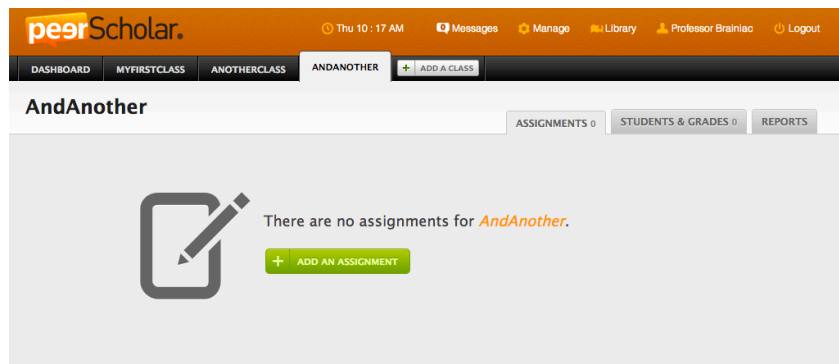 peerScholar. Thu 10 : 17 AM Messages Manage Library Professor Brainiac Logout
DASHBOARD MYFIRSTCLASS ANOTHERCLASS ANDANOTHER + ADD A CLASS
AndAnother
ASSIGNMENTS 0 STUDENTS & GRADES 0 REPORTS
There are no assignments for AndAnother.
+ ADD AN ASSIGNMENT